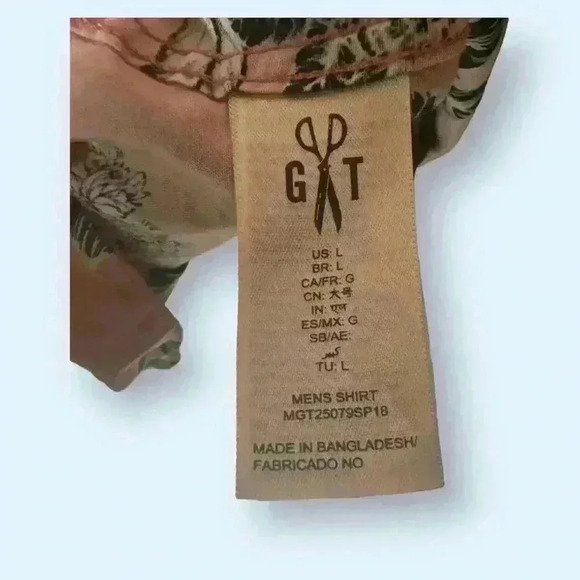 G T
US: L
BR: L
CA/FR: G
CN: 大号
IN: एल
ES/MX: G
SB/AE:
كبير
TU: L
MENS SHIRT
MGT25079SP18
MADE IN BANGLADESH/
FABRICADO NO